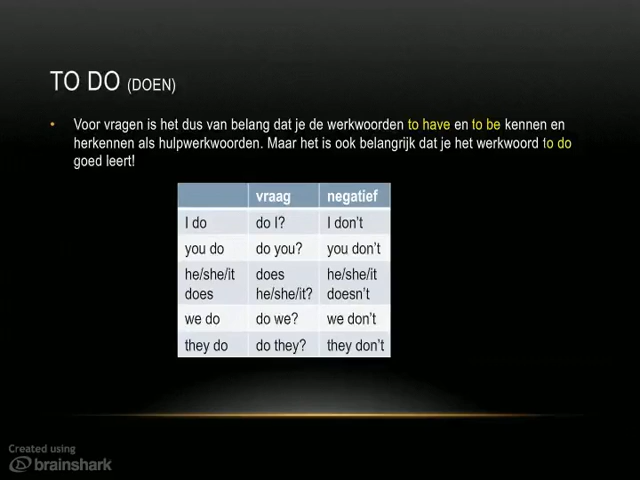 TO DO (DOEN)
• Voor vragen is het dus van belang dat je de werkwoorden to have en to be kennen en
herkennen als hulpwerkwoorden. Maar het is ook belangrijk dat je het werkwoord to do
goed leert!
vraag negatief
I do do I? I don't
you do do you? you don't
he/she/it does he/she/it
does he/she/it? doesn't
we do do we? we don't
they do do they? they don't
Created using
brainshark